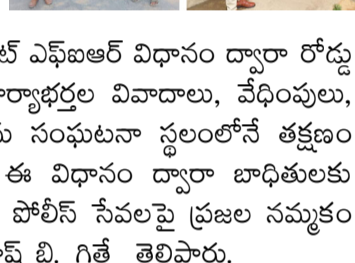 ట్ ఎఫ్ఐఆర్ విధానం ద్వారా రోడ్డు
ర్యాభర్తల వివాదాలు, వేధింపులు,
సంఘటనా స్థలంలోనే తక్షణం
ఈ విధానం ద్వారా బాధితులకు
పోలీస్ సేవలపై ప్రజల నమ్మకం
ష్ బి. గితే తెలిపారు.